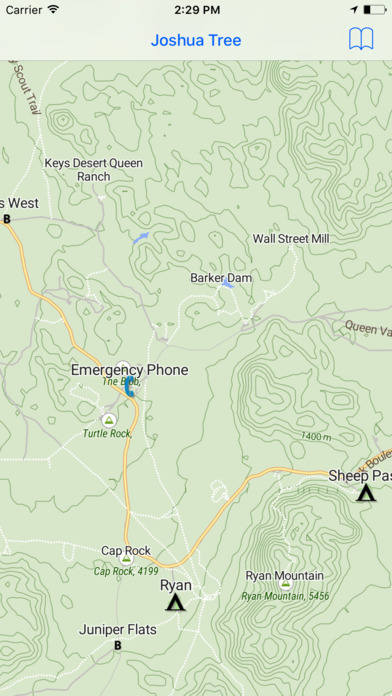 Carrier 2:29 PM
Joshua Tree
Scout Trail
Keys Desert Queen
Ranch
s West
B
Wall Street Mill
Barker Dam
Queen Va
Emergency Phone
The Blob,
Turtle Rock,
1400 m
k Boule
Sheep Pas
Cap Rock
Cap Rock, 4199
Ryan Mountain
Ryan
Ryan Mountain, 5456
Juniper Flats
B